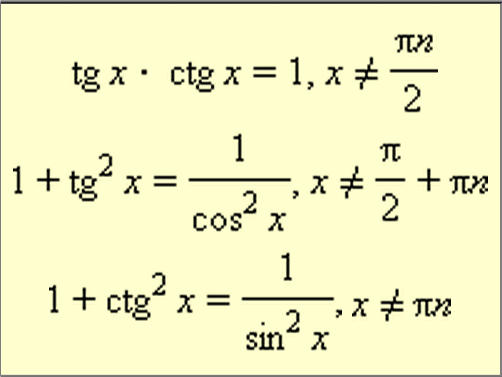 tg x · ctg x = 1, x ≠ πn/2
1 + tg² x = 1/cos² x, x ≠ π/2 + πn
1 + ctg² x = 1/sin² x, x ≠ πn